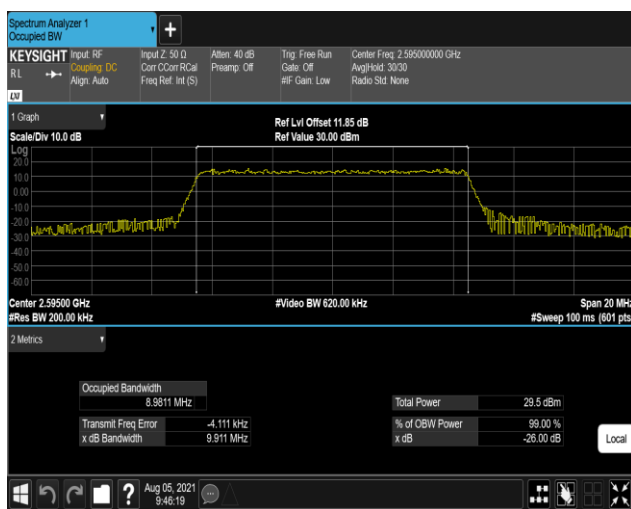 Spectrum Analyzer 1
Occupied BW
+
KEYSIGHT Input: RF Input Z: 50 Ω Atten: 40 dB Trig: Free Run Center Freq: 2.595000000 GHz
RL Coupling: DC Corr CCorr RCal Preamp: Off Gate: Off Avg|Hold: 30/30
Align: Auto Freq Ref: Int (S) #IF Gain: Low Radio Std: None
LXI
1 Graph Ref Lvl Offset 11.85 dB
Scale/Div 10.0 dB Ref Value 30.00 dBm
Log
20.0
10.0
0.00
-10.0
-20.0
-30.0
-40.0
-50.0
-60.0
Center 2.59500 GHz #Video BW 620.00 kHz Span 20 MHz
#Res BW 200.00 kHz #Sweep 100 ms (601 pts
2 Metrics
Occupied Bandwidth
8.9811 MHz Total Power 29.5 dBm
Transmit Freq Error -4.111 kHz % of OBW Power 99.00 %
x dB Bandwidth 9.911 MHz x dB -26.00 dB
Local
? Aug 05, 2021
9:46:19